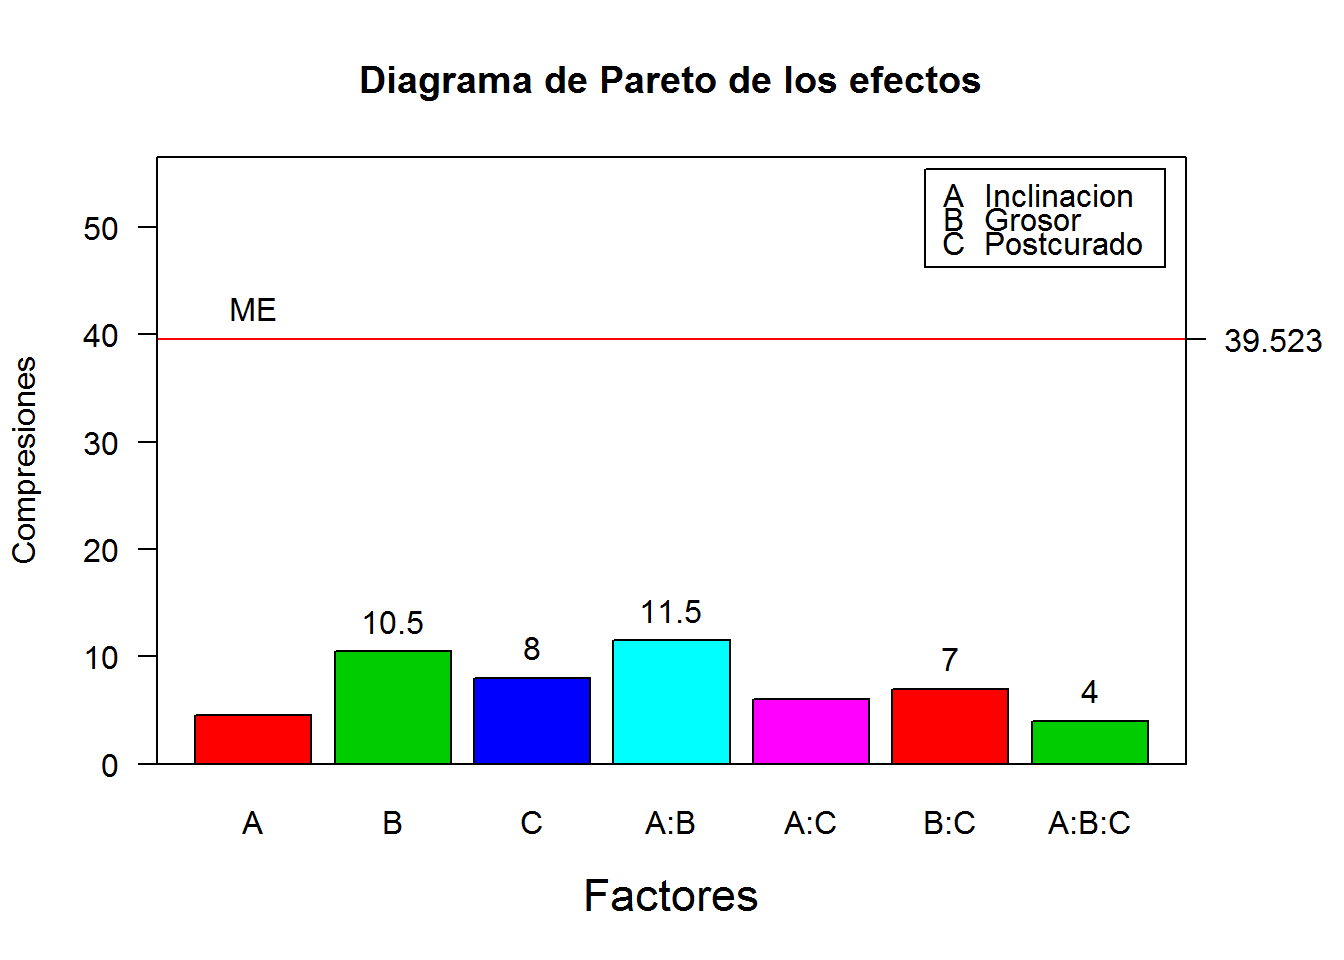 Diagrama de Pareto de los efectos
A Inclinacion
B Grosor
C Postcurado
50
ME
40
39.523
Compresiones
30
20
10.5
8
11.5
7
4
10
0
A B C A:B A:C B:C A:B:C
Factores